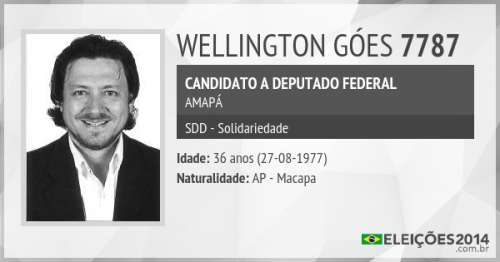 WELLINGTON GÓES 7787
CANDIDATO A DEPUTADO FEDERAL
AMAPÁ
SDD - Solidariedade
Idade: 36 anos (27-08-1977)
Naturalidade: AP - Macapa
ELEIÇÕES2014
.com.br